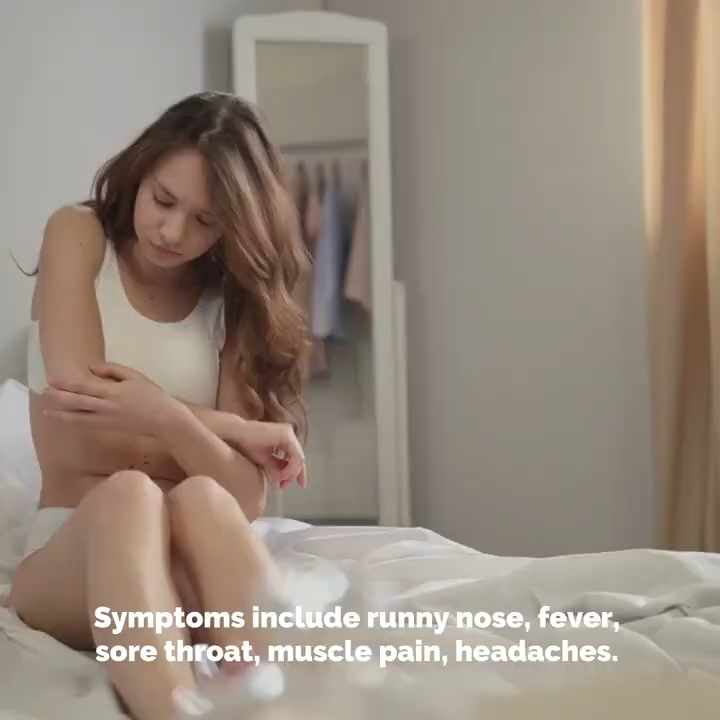 Symptoms include runny nose, fever,
sore throat, muscle pain, headaches.